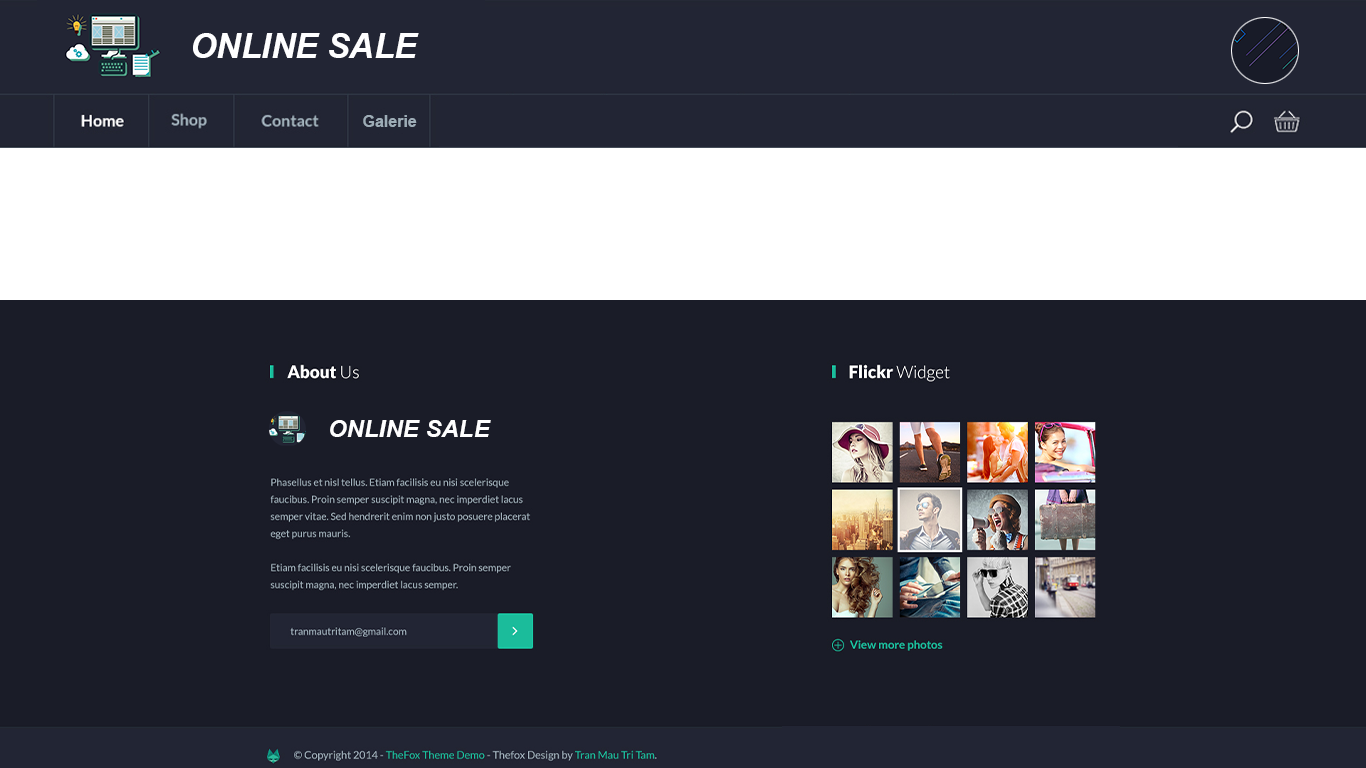 ONLINE SALE
Home
Shop
Contact
Galerie
About Us
ONLINE SALE
Phasellus et nisl tellus. Etiam facilisis eu nisi scelerisque
faucibus. Proin semper suscipit magna, nec imperdiet lacus
semper vitae. Sed hendrerit enim non justo posuere placerat
eget purus mauris.
Etiam facilisis eu nisi scelerisque faucibus. Proin semper
suscipit magna, nec imperdiet lacus semper.
tranmautritam@gmail.com
Flickr Widget
View more photos
© Copyright 2014 - TheFox Theme Demo - Thefox Design by Tran Mau Tri Tam.